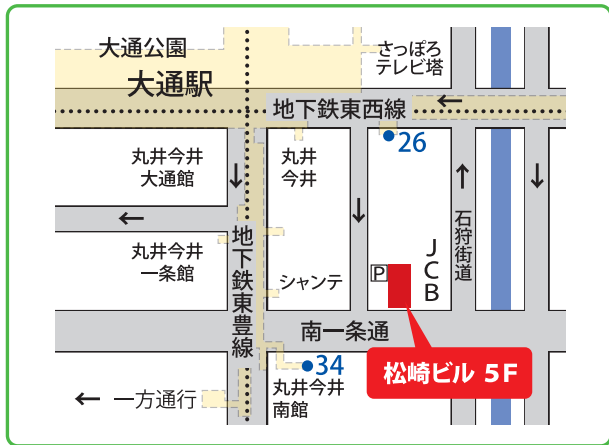 大通公園
大通駅
さっぽろ
テレビ塔
地下鉄東西線
←
26
丸井今井
大通館
↓
丸井
今井
↓
↑
↓
石狩街道
←
丸井今井
一条館
地下鉄東豊線
シャンテ
P
JCB
南一条通
34
丸井今井
南館
松崎ビル 5F
← 一方通行